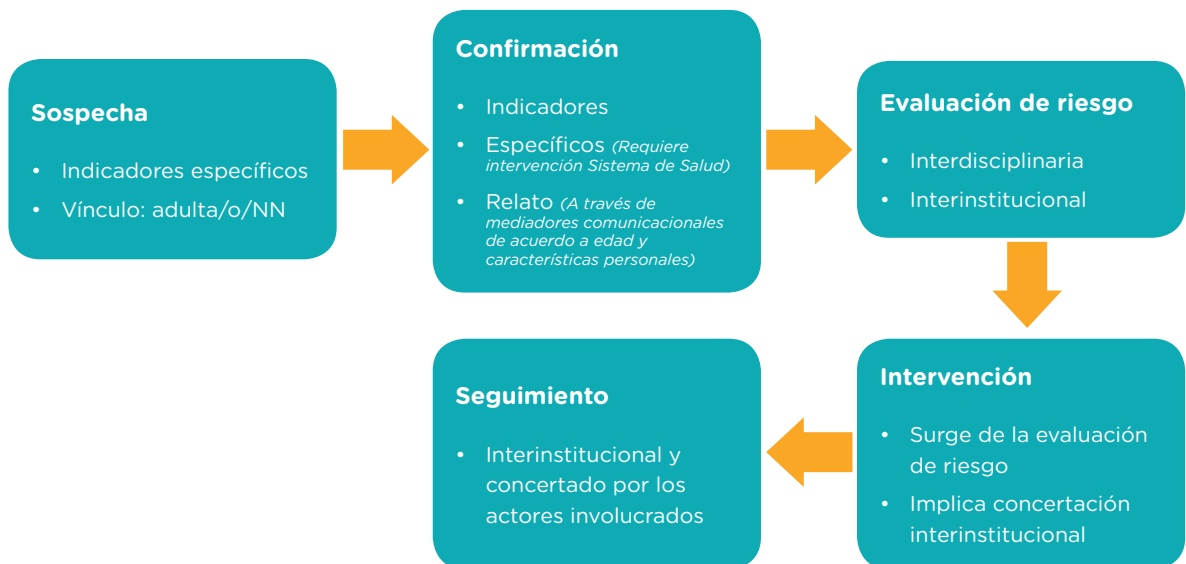 Sospecha
• Indicadores específicos
• Vínculo: adulta/o/NN
Confirmación
• Indicadores
• Específicos (Requiere
intervención Sistema de Salud)
• Relato (A través de
mediadores comunicacionales
de acuerdo a edad y
características personales)
Evaluación de riesgo
• Interdisciplinaria
• Interinstitucional
Intervención
• Surge de la evaluación
de riesgo
• Implica concertación
interinstitucional
Seguimiento
• Interinstitucional y
concertado por los
actores involucrados